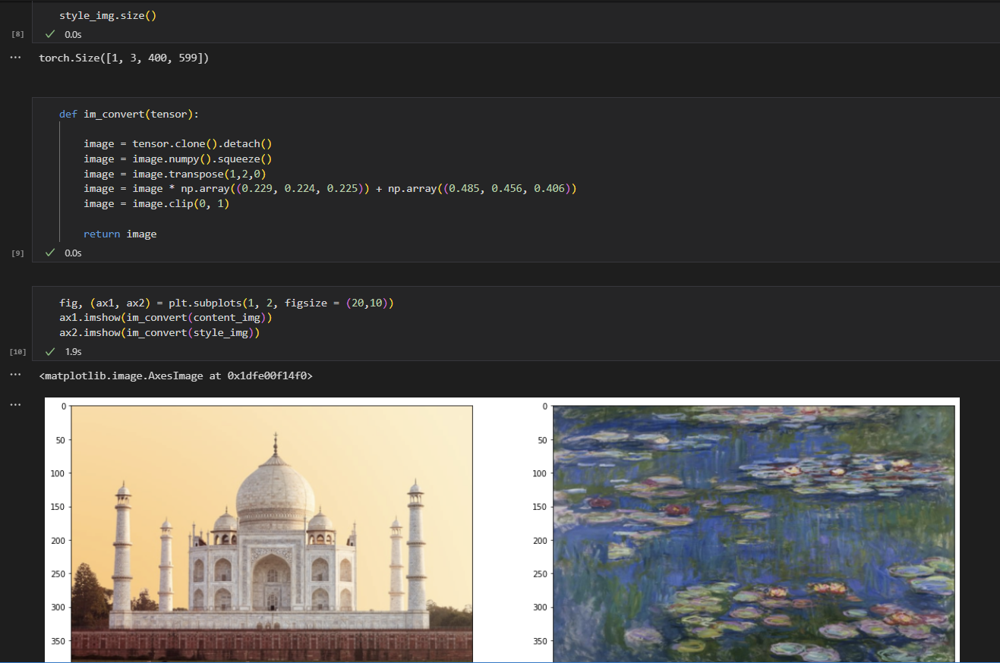 style_img.size()
[8]
0.0s
torch.Size([1, 3, 400, 599])
def im_convert(tensor):
image = tensor.clone().detach()
image = image.numpy().squeeze()
image = image.transpose(1,2,0)
image = image * np.array((0.229, 0.224, 0.225)) + np.array((0.485, 0.456, 0.406))
image = image.clip(0, 1)
return image
[9]
0.0s
fig, (ax1, ax2) = plt.subplots(1, 2, figsize = (20,10))
ax1.imshow(im_convert(content_img))
ax2.imshow(im_convert(style_img))
[10]
1.9s
<matplotlib.image.AxesImage at 0x1dfe00f14f0>
0
50
100
150
200
250
300
350
0
50
100
150
200
250
300
350